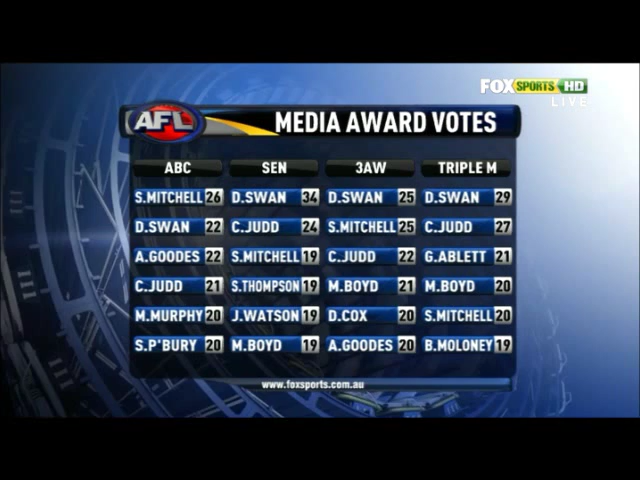 FOX SPORTS HD
LIVE
AFL MEDIA AWARD VOTES
ABC SEN 3AW TRIPLE M
S.MITCHELL 26 D.SWAN 34 D.SWAN 25 D.SWAN 29
D.SWAN 22 C.JUDD 24 S.MITCHELL 25 C.JUDD 27
A.GOODES 22 S.MITCHELL 19 C.JUDD 22 G.ABLETT 21
C.JUDD 21 S.THOMPSON 19 M.BOYD 21 M.BOYD 20
M.MURPHY 20 J.WATSON 19 D.COX 20 S.MITCHELL 20
S.P'BURY 20 M.BOYD 19 A.GOODES 20 B.MOLONEY 19
www.foxsports.com.au